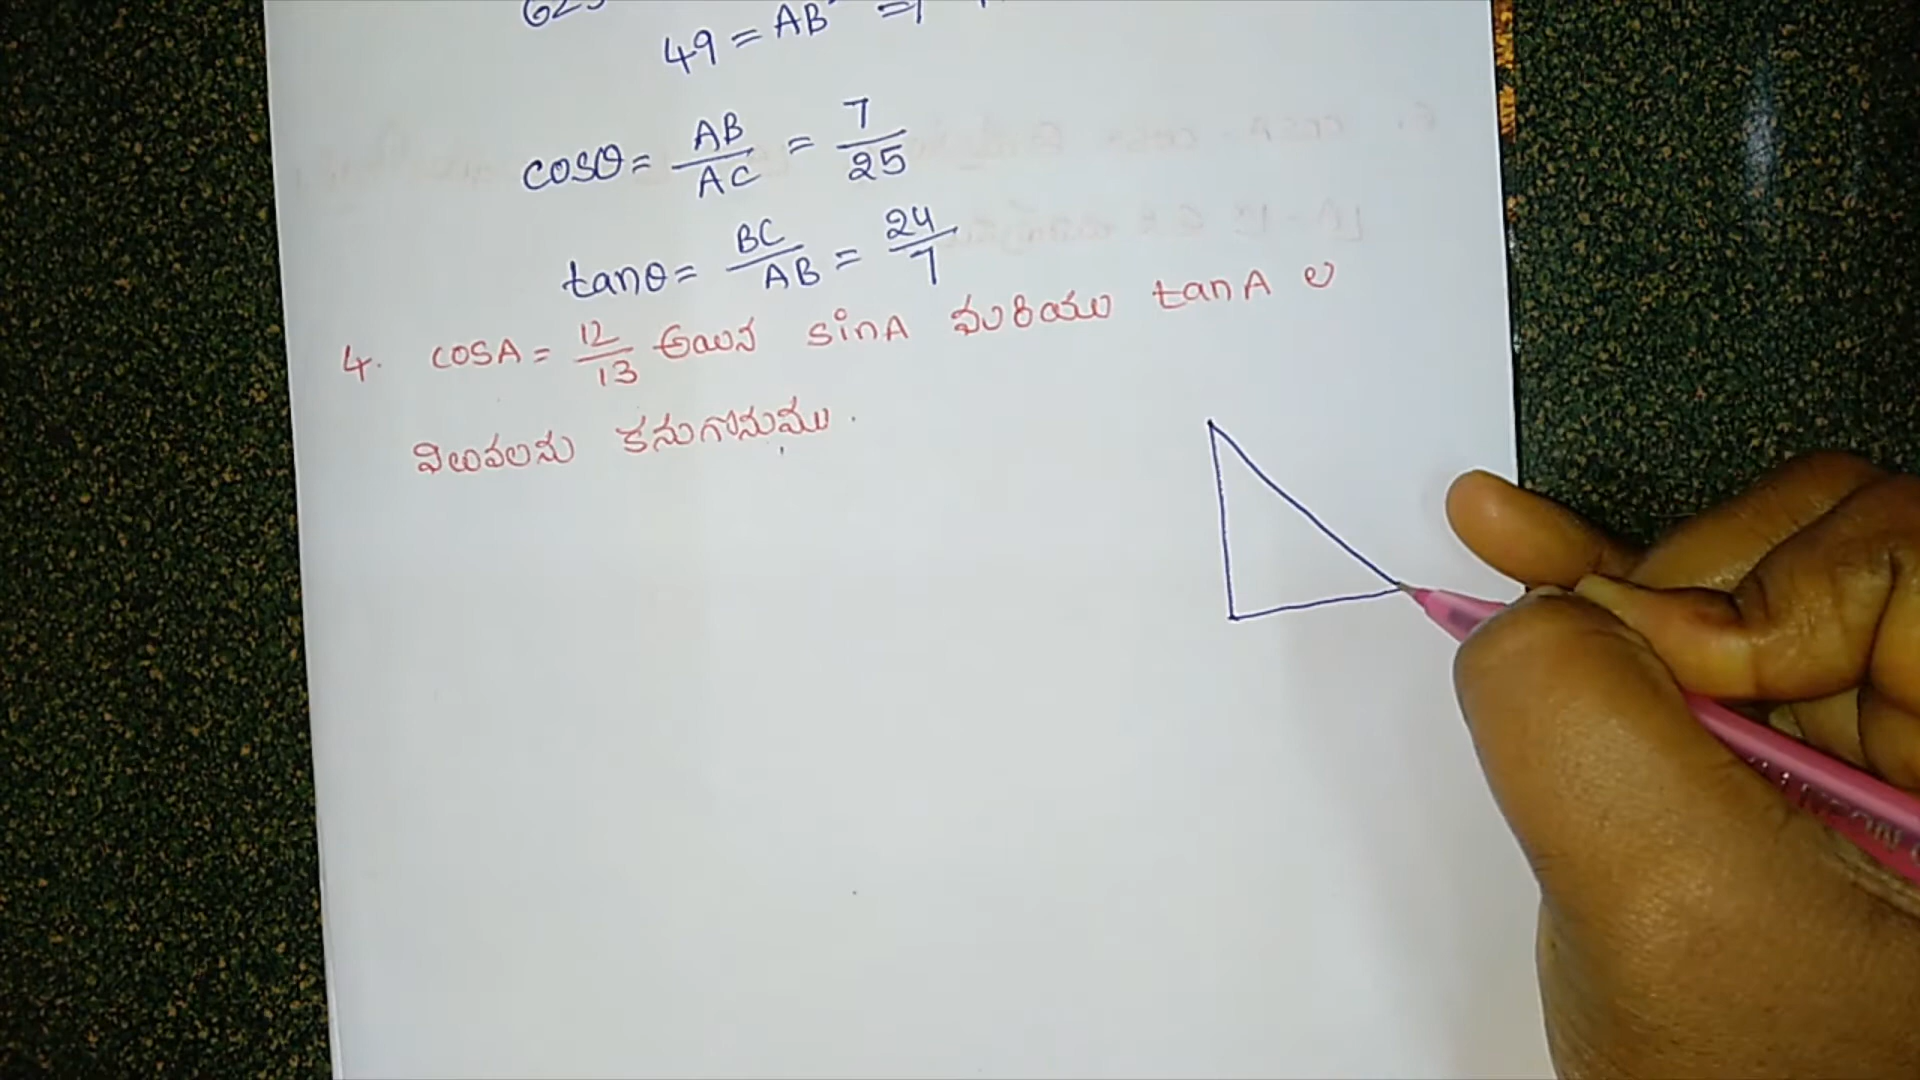 49 = AB²
cosθ = AB/AC = 7/25
tanθ = BC/AB = 24/7
4. cosA = 12/13 అయిన sinA మరియు tanA ల
విలువలను కనుగొనుము.